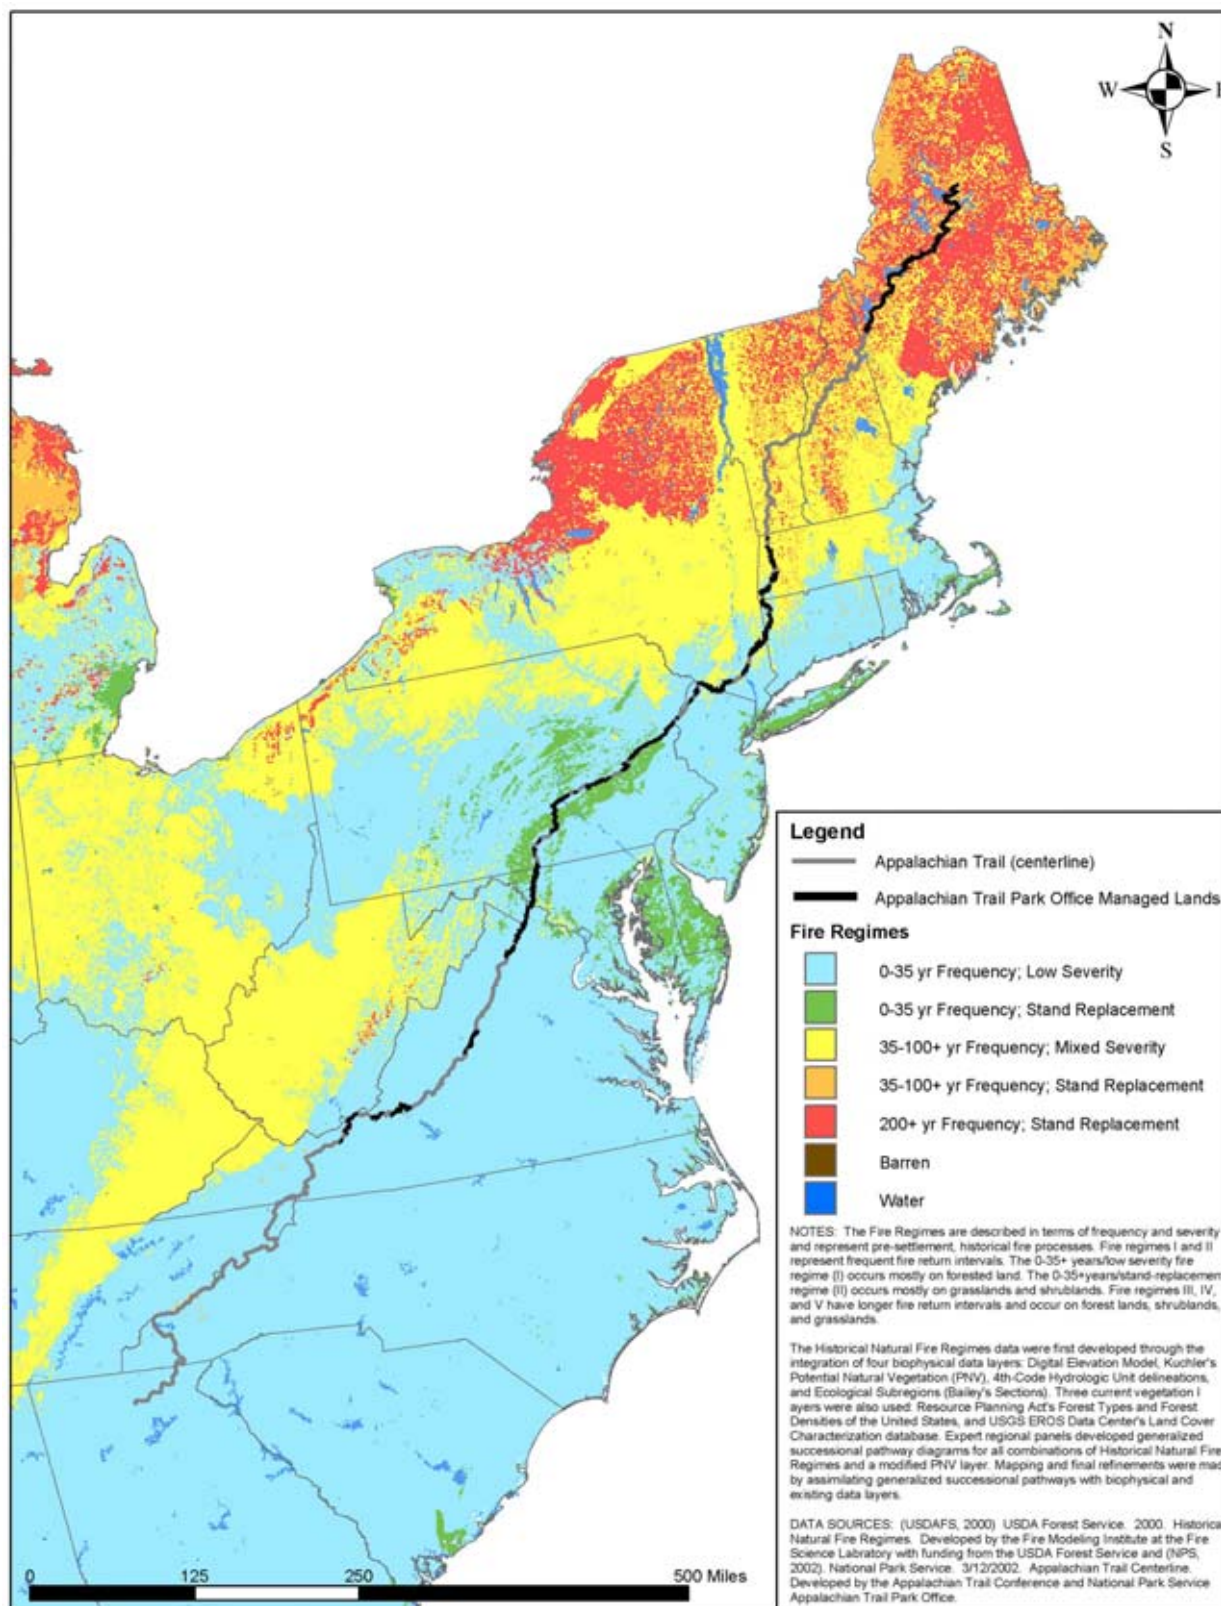 N
W
E
S
Legend
Appalachian Trail (centerline)
Appalachian Trail Park Office Managed Lands
Fire Regimes
0-35 yr Frequency; Low Severity
0-35 yr Frequency; Stand Replacement
35-100+ yr Frequency; Mixed Severity
35-100+ yr Frequency; Stand Replacement
200+ yr Frequency; Stand Replacement
Barren
Water
NOTES: The Fire Regimes are described in terms of frequency and severity
and represent pre-settlement, historical fire processes. Fire regimes I and II
represent frequent fire return intervals. The 0-35+ years/low severity fire
regime (I) occurs mostly on forested land. The 0-35+years/stand-replacement
regime (II) occurs mostly on grasslands and shrublands. Fire regimes III, IV,
and V have longer fire return intervals and occur on forest lands, shrublands,
and grasslands.
The Historical Natural Fire Regimes data were first developed through the
integration of four biophysical data layers: Digital Elevation Model, Kuchler's
Potential Natural Vegetation (PNV), 4th-Code Hydrologic Unit delineations,
and Ecological Subregions (Bailey's Sections). Three current vegetation l
ayers were also used: Resource Planning Act's Forest Types and Forest
Densities of the United States, and USGS EROS Data Center's Land Cover
Characterization database. Expert regional panels developed generalized
successional pathway diagrams for all combinations of Historical Natural Fire
Regimes and a modified PNV layer. Mapping and final refinements were mad
by assimilating generalized successional pathways with biophysical and
existing data layers.
DATA SOURCES: (USDAFS, 2000) USDA Forest Service. 2000. Historica
Natural Fire Regimes. Developed by the Fire Modeling Institute at the Fire
Science Labratory with funding from the USDA Forest Service and (NPS,
2002). National Park Service. 3/12/2002. Appalachian Trail Centerline.
Developed by the Appalachian Trail Conference and National Park Service
Appalachian Trail Park Office.
0 125 250 500 Miles